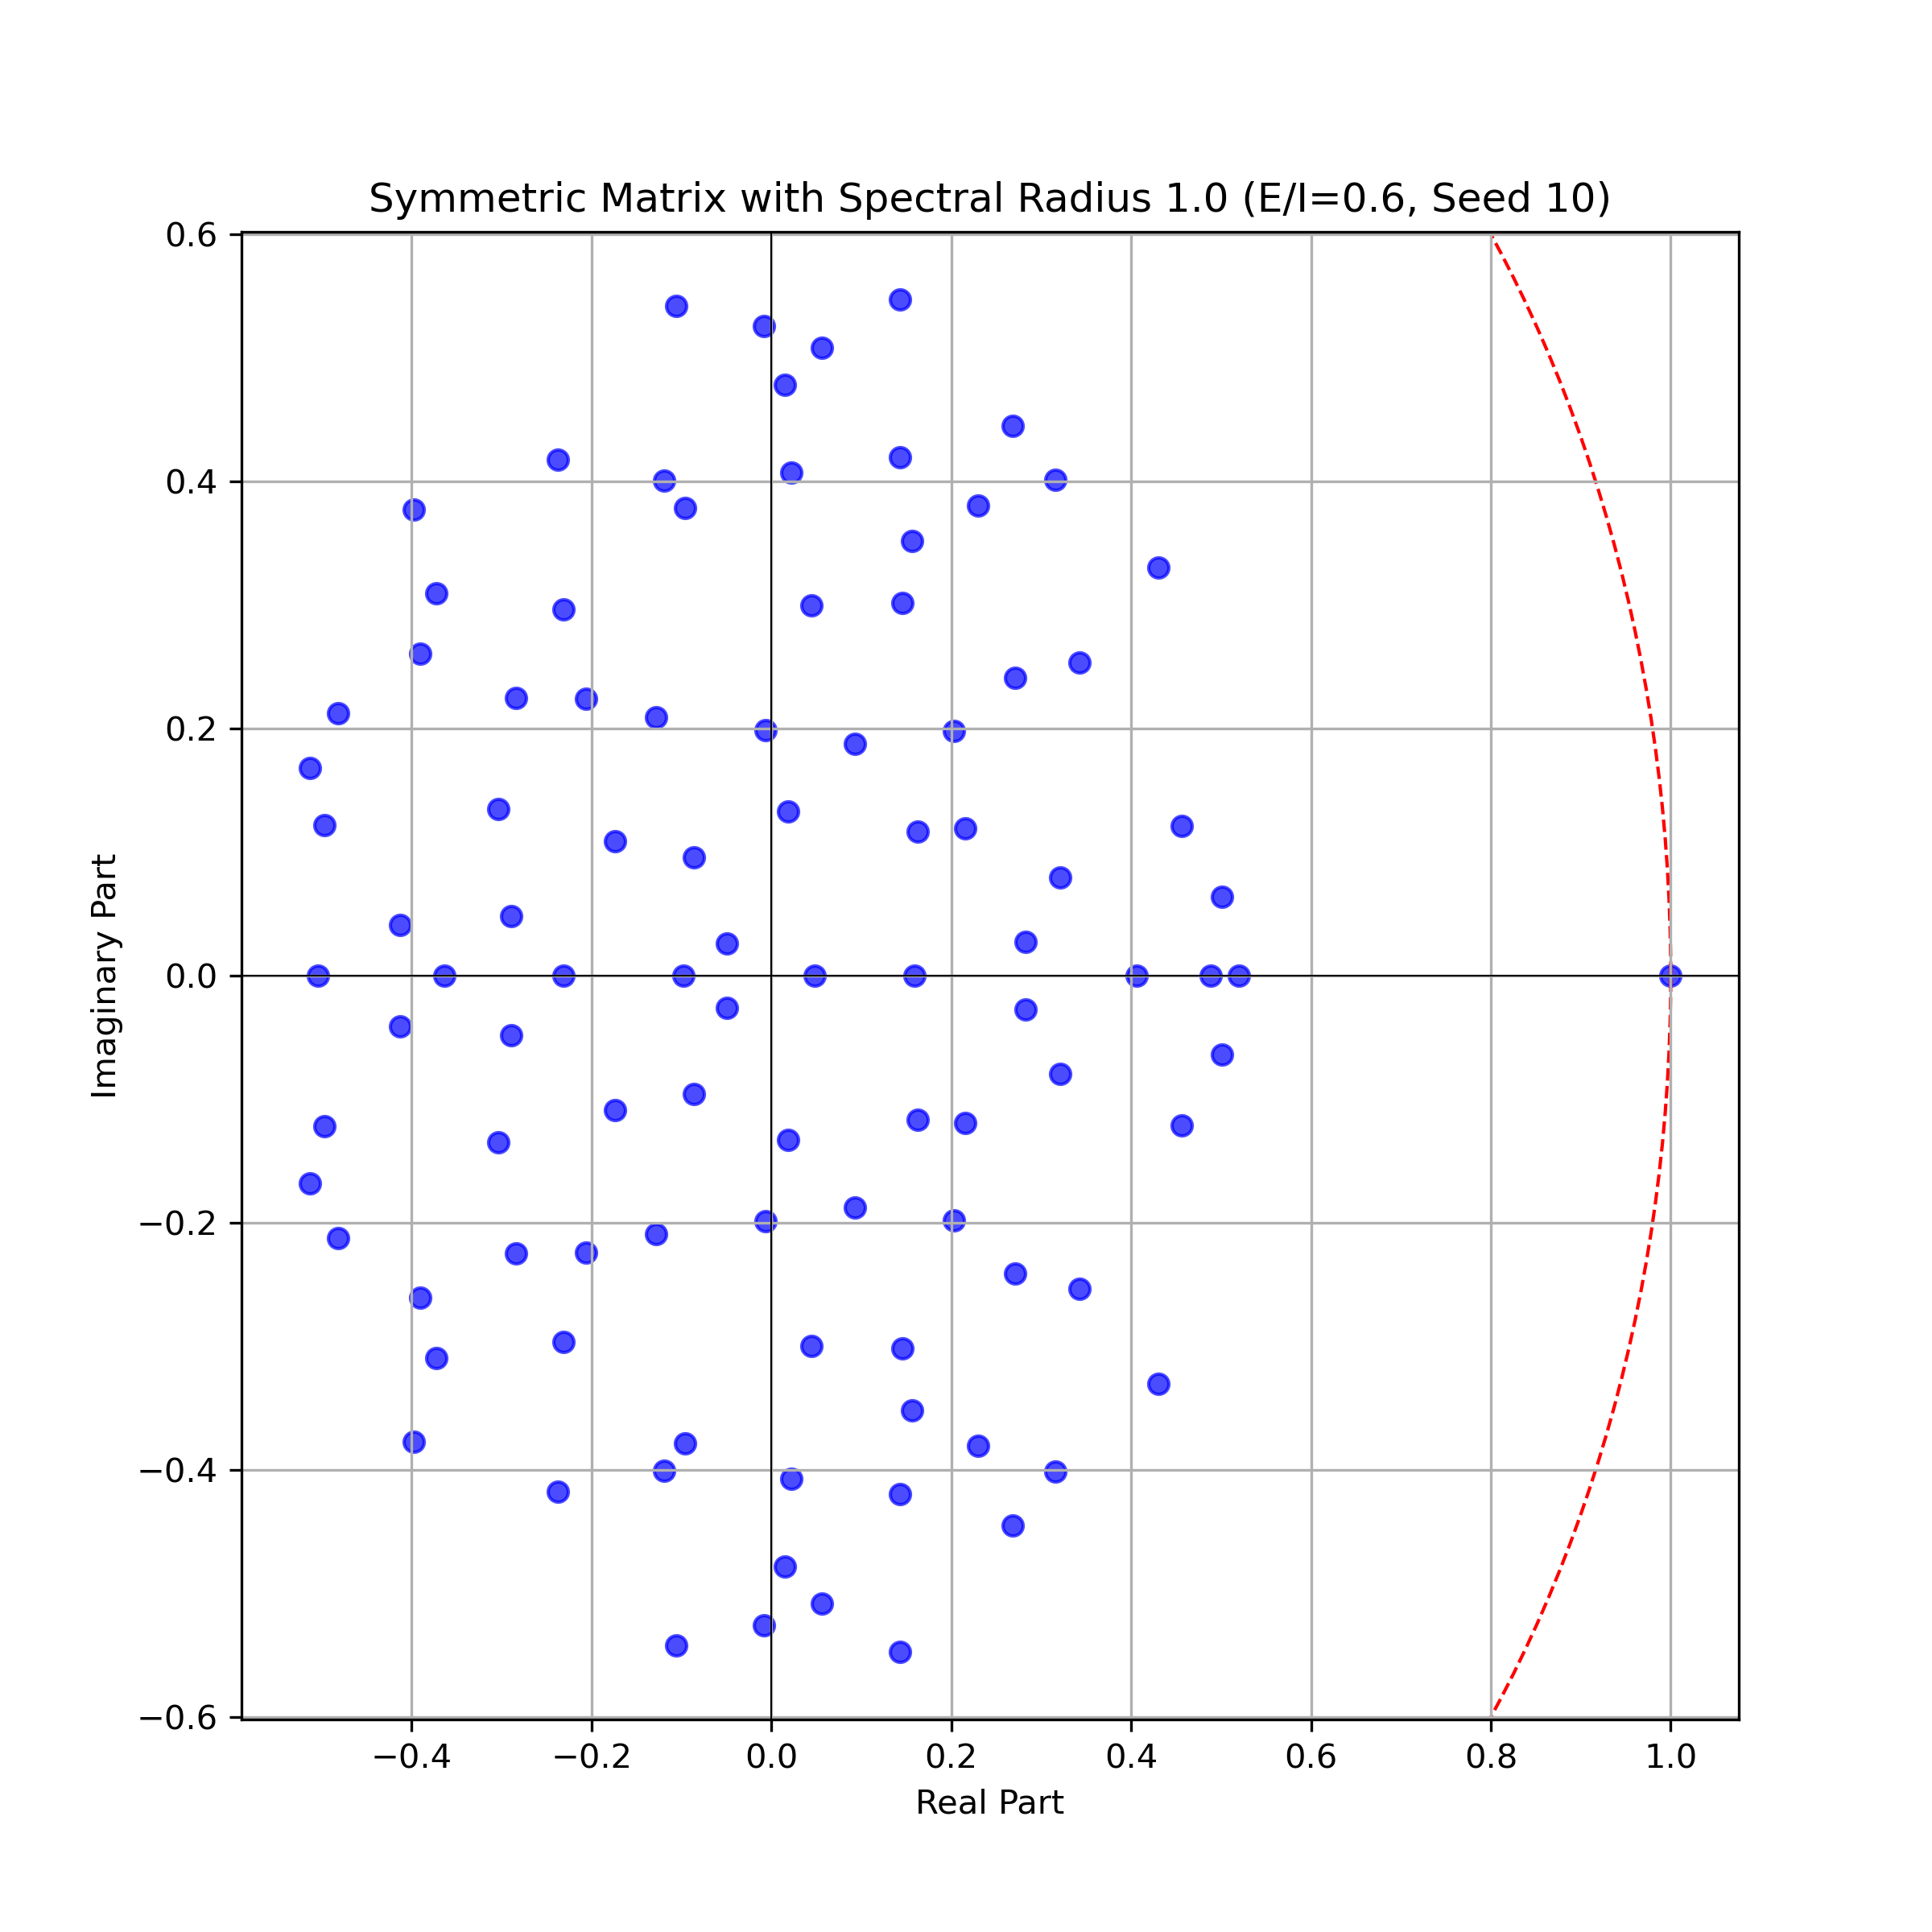 Symmetric Matrix with Spectral Radius 1.0 (E/I=0.6, Seed 10)
0.6
0.4
0.2
0.0
−0.2
−0.4
−0.6
Imaginary Part
−0.4 −0.2 0.0 0.2 0.4 0.6 0.8 1.0
Real Part